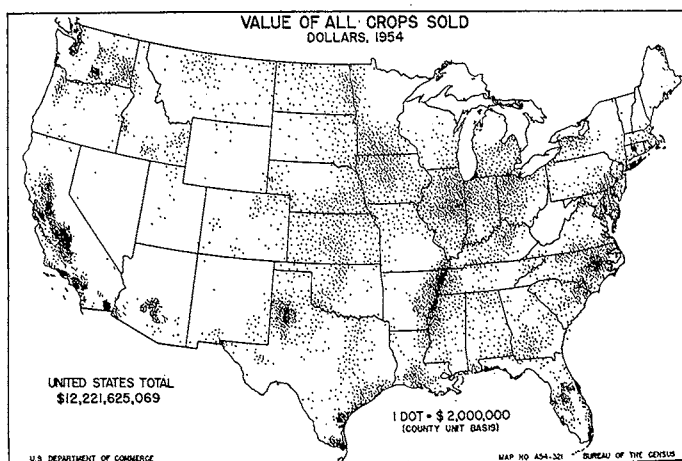 VALUE OF ALL CROPS SOLD
DOLLARS, 1954
UNITED STATES TOTAL
$12,221,625,069
1 DOT = $2,000,000
(COUNTY UNIT BASIS)
U.S. DEPARTMENT OF COMMERCE
MAP NO A54-321 BUREAU OF THE CENSUS